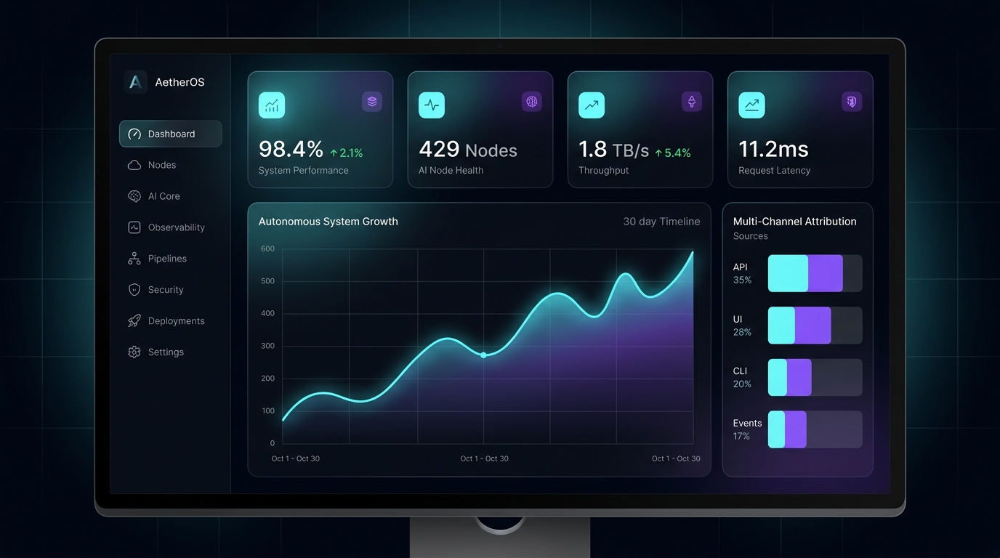 AetherOS
Dashboard
Nodes
AI Core
Observability
Pipelines
Security
Deployments
Settings
98.4% ↑ 2.1%
System Performance
429 Nodes
AI Node Health
1.8 TB/s ↑ 5.4%
Throughput
11.2ms
Request Latency
Autonomous System Growth
30 day Timeline
600
500
400
300
200
100
0
Oct 1 - Oct 30
Oct 1 - Oct 30
Oct 1 - Oct 30
Multi-Channel Attribution
Sources
API
35%
UI
28%
CLI
20%
Events
17%